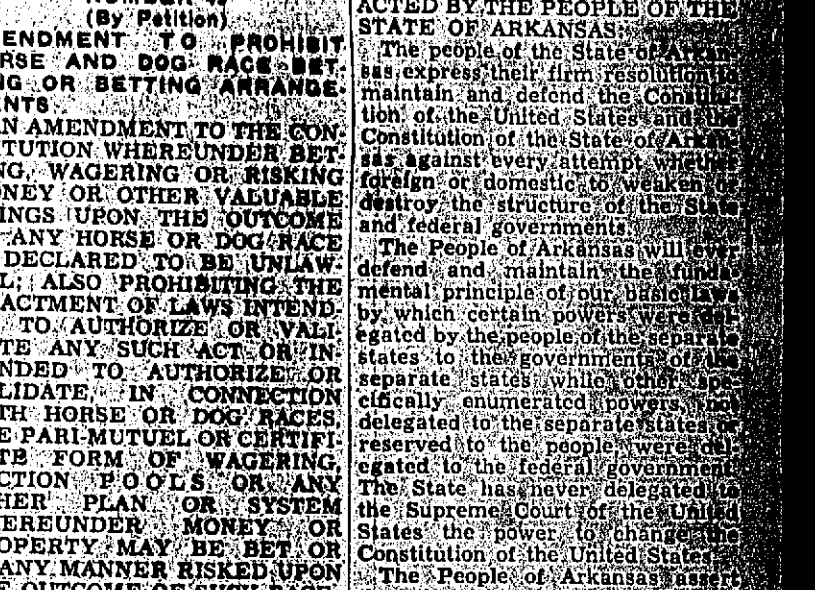 (By Petition)
ENDMENT TO PROHIBIT
RSE AND DOG RACE BET-
NG OR BETTING ARRANGE-
ENTS
N AMENDMENT TO THE CON-
TUTION WHEREUNDER BET-
NG, WAGERING OR RISKING
ONEY OR OTHER VALUABLE
INGS UPON THE OUTCOME
ANY HORSE OR DOG RACE
DECLARED TO BE UNLAW-
L; ALSO PROHIBITING THE
ACTMENT OF LAWS INTEND-
TO AUTHORIZE OR VALI-
TE ANY SUCH ACT OR IN-
NDED TO AUTHORIZE OR
LIDATE, IN CONNECTION
TH HORSE OR DOG RACES,
E PARI-MUTUEL OR CERTIFI-
TE FORM OF WAGERING,
CTION POOLS OR ANY
HER PLAN OR SYSTEM
EREUNDER MONEY OR
OPERTY MAY BE BET OR
ANY MANNER RISKED UPON
E OUTCOME OF SUCH RACE
ACTED BY THE PEOPLE OF THE
STATE OF ARKANSAS:
The people of the State of Arkan-
sas express their firm resolution to
maintain and defend the Constitu-
tion of the United States and the
Constitution of the State of Arkan-
sas against every attempt whether
foreign or domestic to weaken or
destroy the structure of the State
and federal governments.
The People of Arkansas will ever
defend and maintain the funda-
mental principle of our basic laws
by which certain powers were del-
egated by the people of the separate
states to the governments of the
separate states while other spe-
cifically enumerated powers, not
delegated to the separate states or
reserved to the people were del-
egated to the federal government.
The State has never delegated to
the Supreme Court of the United
States the power to change the
Constitution of the United States.
The People of Arkansas assert